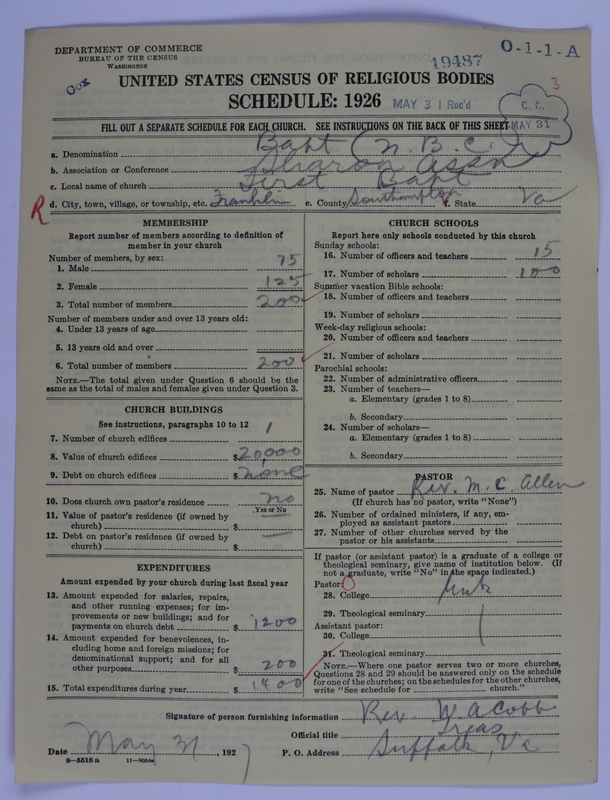 DEPARTMENT OF COMMERCE
BUREAU OF THE CENSUS
WASHINGTON
19487
O-1-1-A
UNITED STATES CENSUS OF RELIGIOUS BODIES
SCHEDULE: 1926
MAY 31 Rec'd
3
C. C.
MAY 31
FILL OUT A SEPARATE SCHEDULE FOR EACH CHURCH. SEE INSTRUCTIONS ON THE BACK OF THIS SHEET
a. Denomination Bapt (N.B.C.
b. Association or Conference Sharon Assn
c. Local name of church First Bapt
R d. City, town, village, or township, etc. Franklin e. County Southampton f. State Va
MEMBERSHIP
Report number of members according to definition of
member in your church
Number of members, by sex:
1. Male 75
2. Female 125
3. Total number of members 200
Number of members under and over 13 years old:
4. Under 13 years of age
5. 13 years old and over
6. Total number of members 200
NOTE.—The total given under Question 6 should be the
same as the total of males and females given under Question 3.
CHURCH BUILDINGS
See instructions, paragraphs 10 to 12
7. Number of church edifices 1
8. Value of church edifices $20,000
9. Debt on church edifices $ none
10. Does church own pastor's residence no
Yes or No
11. Value of pastor's residence (if owned by
church) $
12. Debt on pastor's residence (if owned by
church) $
EXPENDITURES
Amount expended by your church during last fiscal year
13. Amount expended for salaries, repairs,
and other running expenses; for im-
provements or new buildings; and for
payments on church debt $1200
14. Amount expended for benevolences, in-
cluding home and foreign missions; for
denominational support; and for all
other purposes $200
15. Total expenditures during year $1400
CHURCH SCHOOLS
Report here only schools conducted by this church
Sunday schools:
16. Number of officers and teachers 15
17. Number of scholars 100
Summer vacation Bible schools:
18. Number of officers and teachers
19. Number of scholars
Week-day religious schools:
20. Number of officers and teachers
21. Number of scholars
Parochial schools:
22. Number of administrative officers
23. Number of teachers—
a. Elementary (grades 1 to 8)
b. Secondary
24. Number of scholars—
a. Elementary (grades 1 to 8)
b. Secondary $
PASTOR
25. Name of pastor Rev. M. C. Allen
(If church has no pastor, write "None")
26. Number of ordained ministers, if any, em-
ployed as assistant pastors
27. Number of other churches served by the
pastor or his assistants
If pastor (or assistant pastor) is a graduate of a college or
theological seminary, give name of institution below. (If
not a graduate, write "No" in the space indicated.)
Pastor:
28. College
29. Theological seminary
Assistant pastor:
30. College
31. Theological seminary
NOTE.—Where one pastor serves two or more churches,
Questions 28 and 29 should be answered only on the schedule
for one of the churches; on the schedules for the other churches,
write "See schedule for church."
Signature of person furnishing information Rev. W. A Cobb
Official title Treas
Date May 31, 1927 P. O. Address Suffolk, Va
8—5518 a 11—9034a